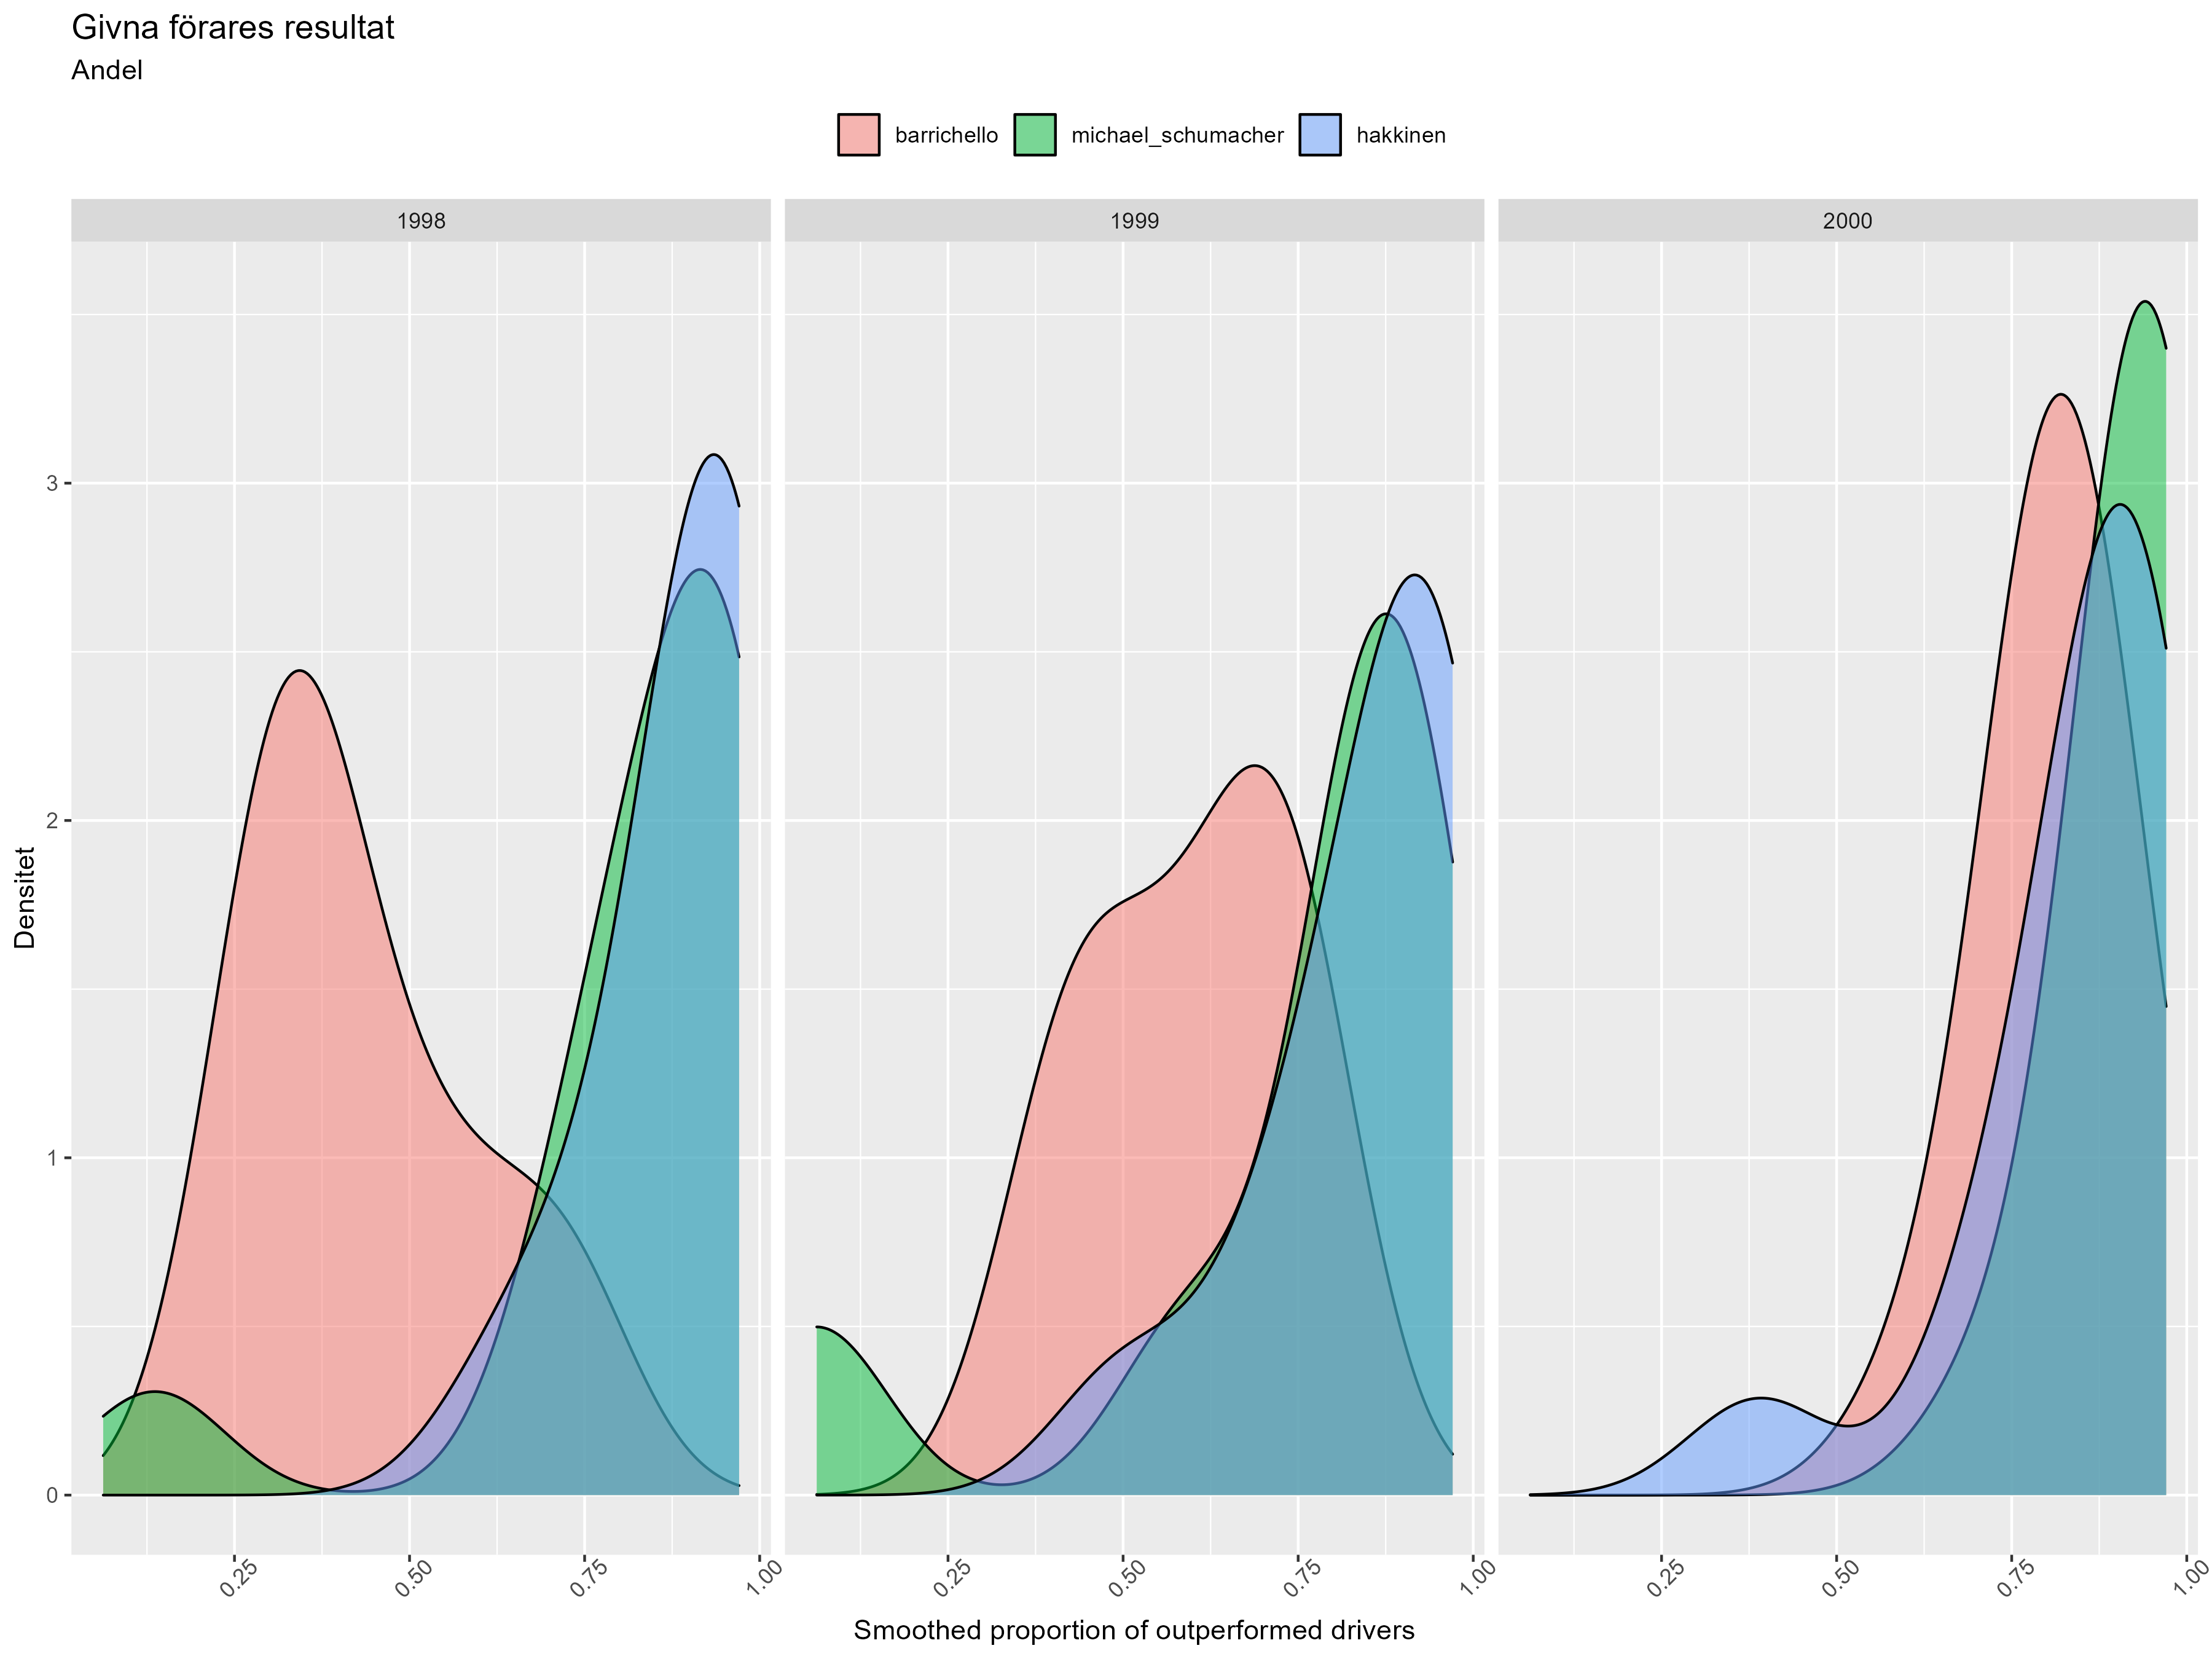 Givna förares resultat
Andel
barrichello michael_schumacher hakkinen
1998 1999 2000
Densitet
3
2
1
0
0.25 0.50 0.75 1.00 0.25 0.50 0.75 1.00 0.25 0.50 0.75 1.00
Smoothed proportion of outperformed drivers